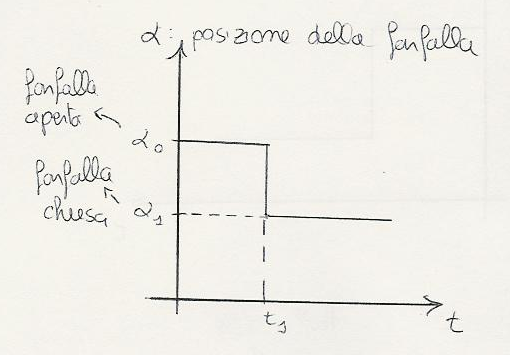 α: posizione della farfalla
farfalla
aperta
α₀
farfalla
chiusa
α₁
t₁
t